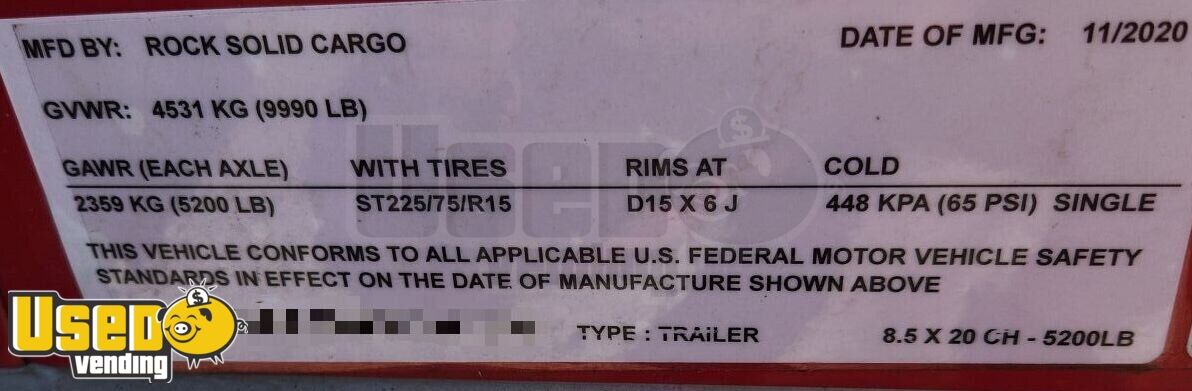 MFD BY: ROCK SOLID CARGO DATE OF MFG: 11/2020
GVWR: 4531 KG (9990 LB)
GAWR (EACH AXLE) WITH TIRES RIMS AT COLD
2359 KG (5200 LB) ST225/75/R15 D15 X 6 J 448 KPA (65 PSI) SINGLE
THIS VEHICLE CONFORMS TO ALL APPLICABLE U.S. FEDERAL MOTOR VEHICLE SAFETY
STANDARDS IN EFFECT ON THE DATE OF MANUFACTURE SHOWN ABOVE
TYPE : TRAILER 8.5 X 20 CH - 5200LB
USED
vending
USED